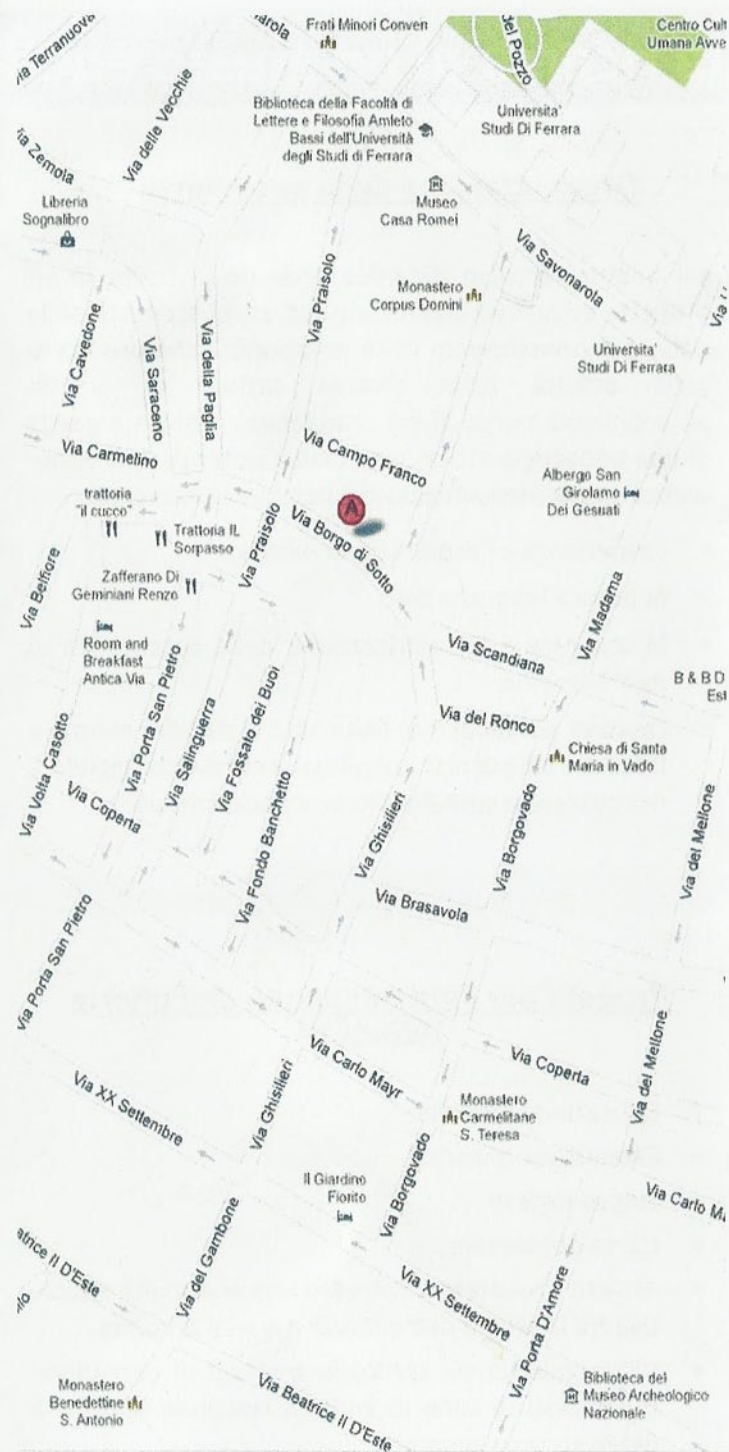 Frati Minori Conven
Centro Cult
Umana Avve
del Pozzo
Via Terranuova
Via delle Vecchie
Biblioteca della Facoltà di
Lettere e Filosofia Amleto
Bassi dell'Università
degli Studi di Ferrara
Universita'
Studi Di Ferrara
Via Zemola
Libreria
Sognalibro
Museo
Casa Romei
Via Savonarola
Monastero
Corpus Domini
Via Praisolo
Via Cavedone
Via Saraceno
Via della Paglia
Universita'
Studi Di Ferrara
Via Carmelino
Via Campo Franco
Albergo San
Girolamo
Dei Gesuati
trattoria
"il cucco"
Trattoria IL
Sorpasso
A
Via Borgo di Sotto
Via Praisolo
Zafferano Di
Geminiani Renzo
Via Belfiore
Via Madama
Room and
Breakfast
Antica Via
Via Scandiana
B & B D
Est
Via Porta San Pietro
Via Salinguerra
Via Fossato dei Buoi
Via del Ronco
Chiesa di Santa
Maria in Vado
Via Volta Casotto
Via Coperta
Via Fondo Banchetto
Via Ghisilieri
Via Borgovado
Via del Mellone
Via Brasavola
Via Porta San Pietro
Via Carlo Mayr
Via Coperta
Via del Mellone
Via XX Settembre
Via Ghisilieri
Monastero
Carmelitane
S. Teresa
Via Borgovado
Il Giardino
Fiorito
Via Carlo Ma
atrice II D'Este
Via del Gambone
Via XX Settembre
Via Porta D'Amore
Monastero
Benedettine
S. Antonio
Via Beatrice II D'Este
Biblioteca del
Museo Archeologico
Nazionale